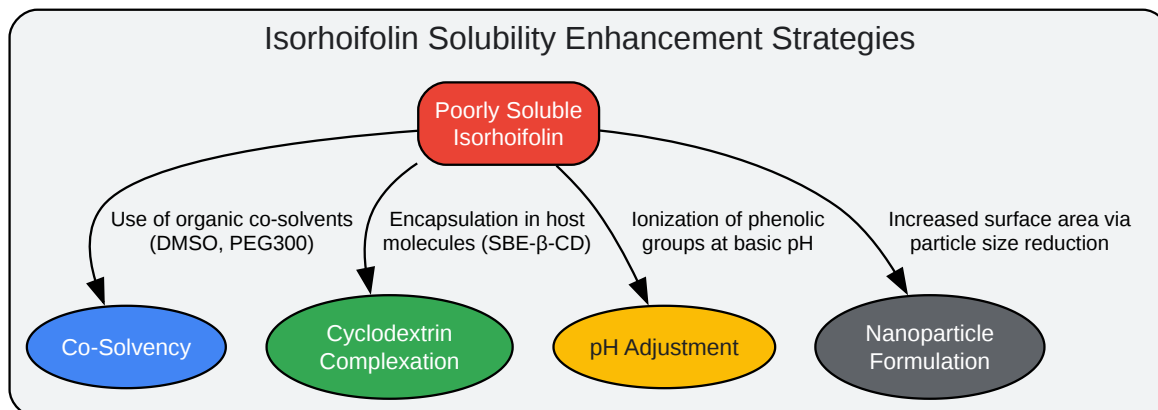 Isorhoifolin Solubility Enhancement Strategies
Poorly Soluble
Isorhoifolin
Use of organic co-solvents
(DMSO, PEG300)
Encapsulation in host
molecules (SBE-β-CD)
Ionization of phenolic
groups at basic pH
Increased surface area via
particle size reduction
Co-Solvency
Cyclodextrin
Complexation
pH Adjustment
Nanoparticle
Formulation